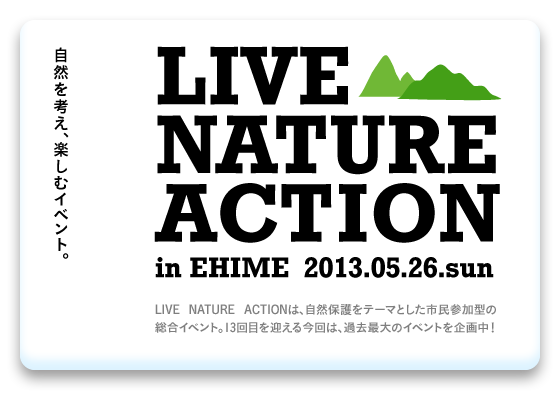 自然を考え、楽しむイベント。
LIVE
NATURE
ACTION
in EHIME 2013.05.26.sun
LIVE NATURE ACTIONは、自然保護をテーマとした市民参加型の
総合イベント。13回目を迎える今回は、過去最大のイベントを企画中！